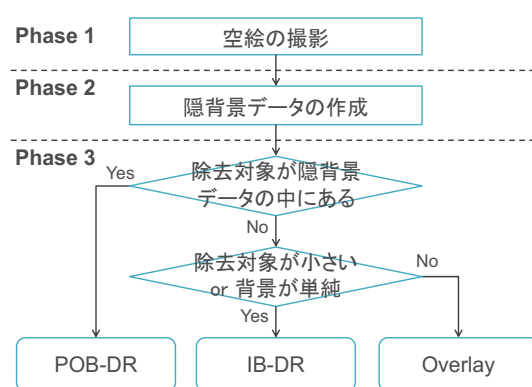 Phase 1
空絵の撮影
Phase 2
隠背景データの作成
Phase 3
Yes
除去対象が隠背景
データの中にある
No
除去対象が小さい
or 背景が単純
No
Yes
POB-DR
IB-DR
Overlay